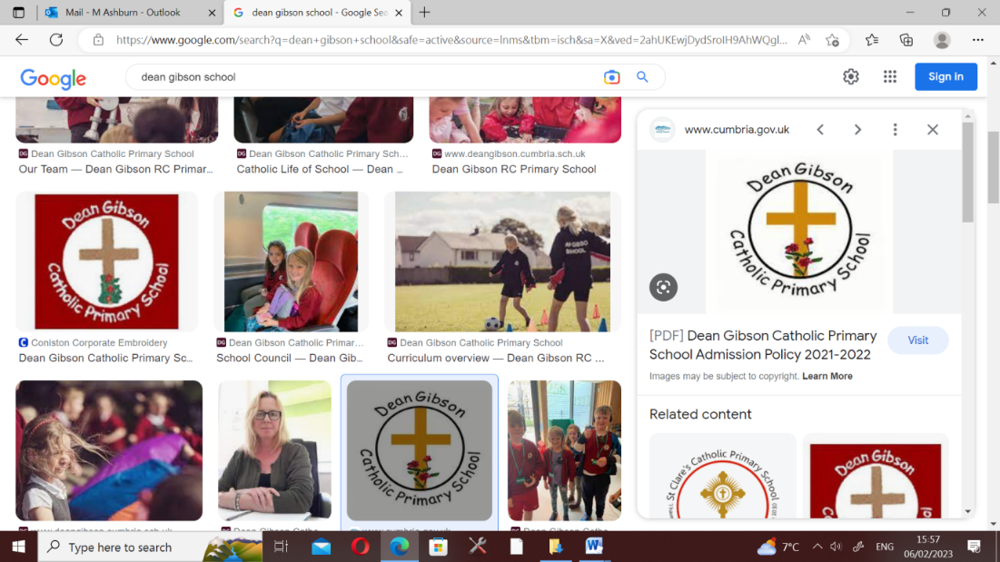 Mail - M Ashburn - Outlook
dean gibson school - Google Sea
https://www.google.com/search?q=dean+gibson+school&safe=active&source=lnms&tbm=isch&sa=X&ved=2ahUKEwjDydSroIH9AhWQgl...
Google
dean gibson school
Sign in
DG Dean Gibson Catholic Primary School
Our Team — Dean Gibson RC Primar...
DG Dean Gibson Catholic Primary Sch...
Catholic Life of School — Dean ...
DG www.deangibson.cumbria.sch.uk
Dean Gibson RC Primary School
Dean Gibson
Catholic Primary School
C Coniston Corporate Embroidery
Dean Gibson Catholic Primary Sc...
DG Dean Gibson Catholic Primar...
School Council — Dean Gib...
SCHOOL
DG Dean Gibson Catholic Primary School
Curriculum overview — Dean Gibson RC ...
Dean Gibson
Catholic Primary School
www.cumbria.gov.uk
Dean Gibson
Catholic Primary School
[PDF] Dean Gibson Catholic Primary
School Admission Policy 2021-2022
Visit
Images may be subject to copyright. Learn More
Related content
St Clare's Catholic Primary School
Dean Gibson
Type here to search
7°C
ENG
15:57
06/02/2023